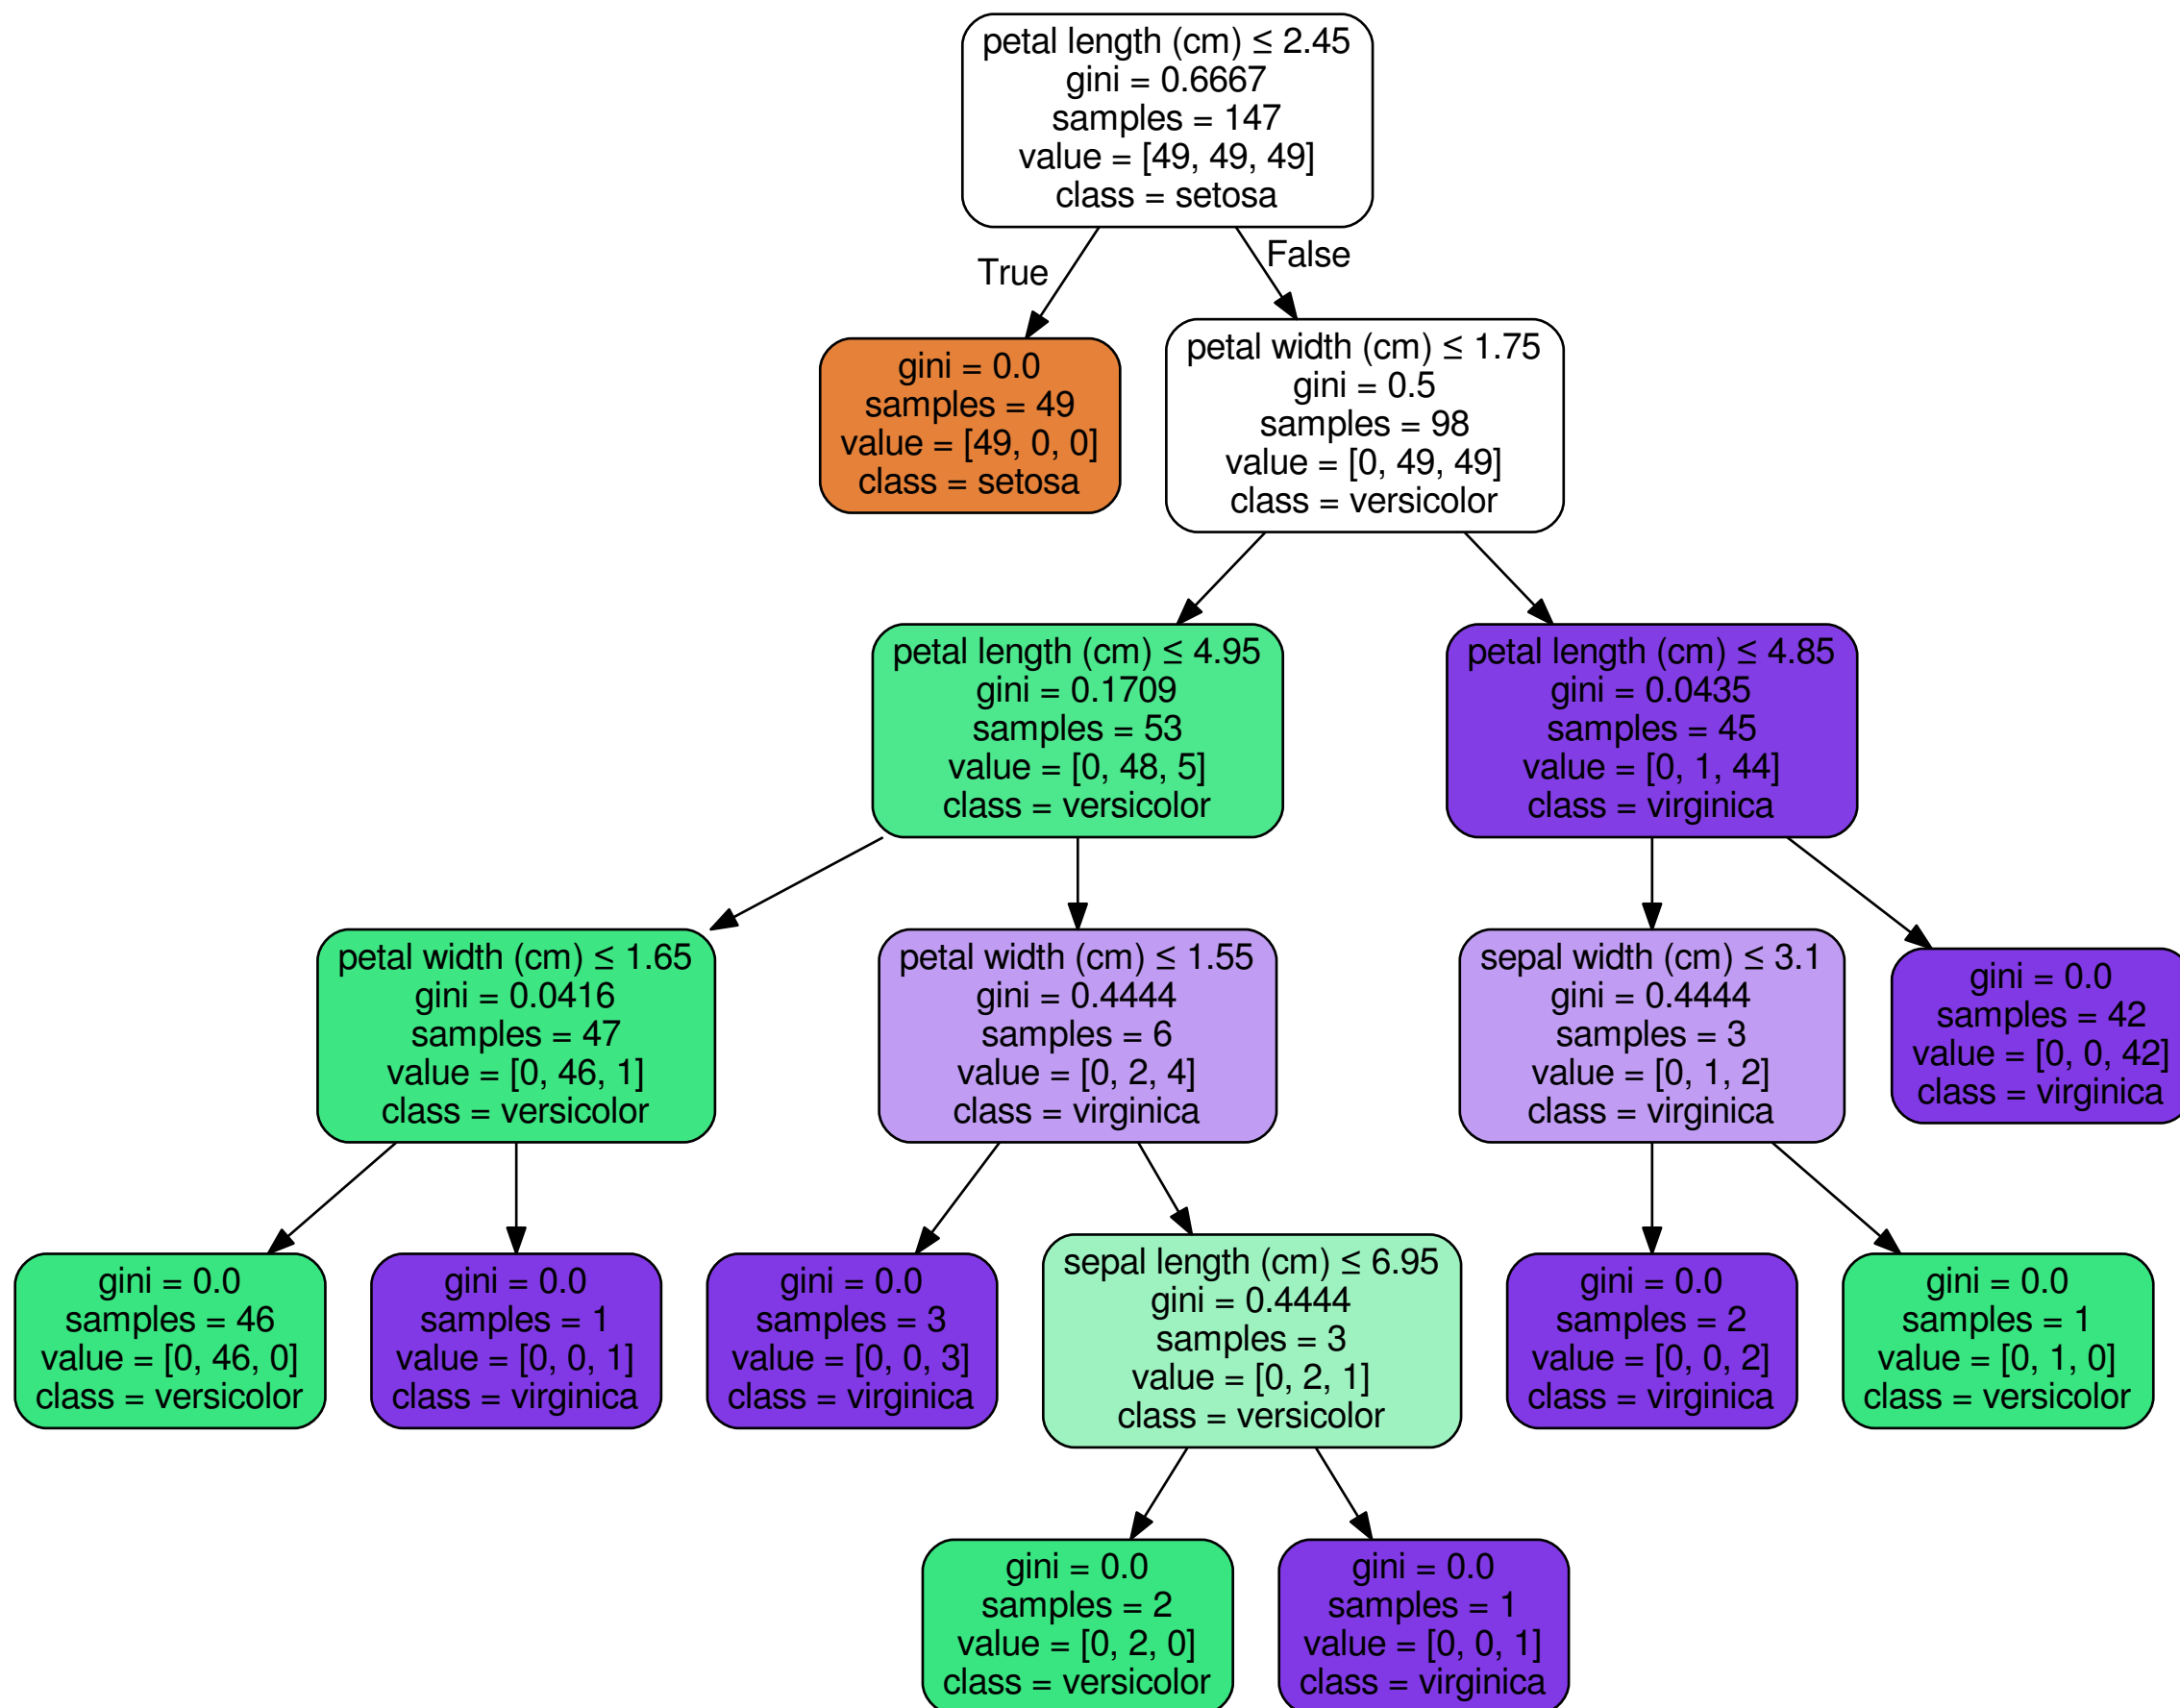 petal length (cm) ≤ 2.45
gini = 0.6667
samples = 147
value = [49, 49, 49]
class = setosa
True
False
gini = 0.0
samples = 49
value = [49, 0, 0]
class = setosa
petal width (cm) ≤ 1.75
gini = 0.5
samples = 98
value = [0, 49, 49]
class = versicolor
petal length (cm) ≤ 4.95
gini = 0.1709
samples = 53
value = [0, 48, 5]
class = versicolor
petal length (cm) ≤ 4.85
gini = 0.0435
samples = 45
value = [0, 1, 44]
class = virginica
petal width (cm) ≤ 1.65
gini = 0.0416
samples = 47
value = [0, 46, 1]
class = versicolor
petal width (cm) ≤ 1.55
gini = 0.4444
samples = 6
value = [0, 2, 4]
class = virginica
sepal width (cm) ≤ 3.1
gini = 0.4444
samples = 3
value = [0, 1, 2]
class = virginica
gini = 0.0
samples = 42
value = [0, 0, 42]
class = virginica
gini = 0.0
samples = 46
value = [0, 46, 0]
class = versicolor
gini = 0.0
samples = 1
value = [0, 0, 1]
class = virginica
gini = 0.0
samples = 3
value = [0, 0, 3]
class = virginica
sepal length (cm) ≤ 6.95
gini = 0.4444
samples = 3
value = [0, 2, 1]
class = versicolor
gini = 0.0
samples = 2
value = [0, 0, 2]
class = virginica
gini = 0.0
samples = 1
value = [0, 1, 0]
class = versicolor
gini = 0.0
samples = 2
value = [0, 2, 0]
class = versicolor
gini = 0.0
samples = 1
value = [0, 0, 1]
class = virginica